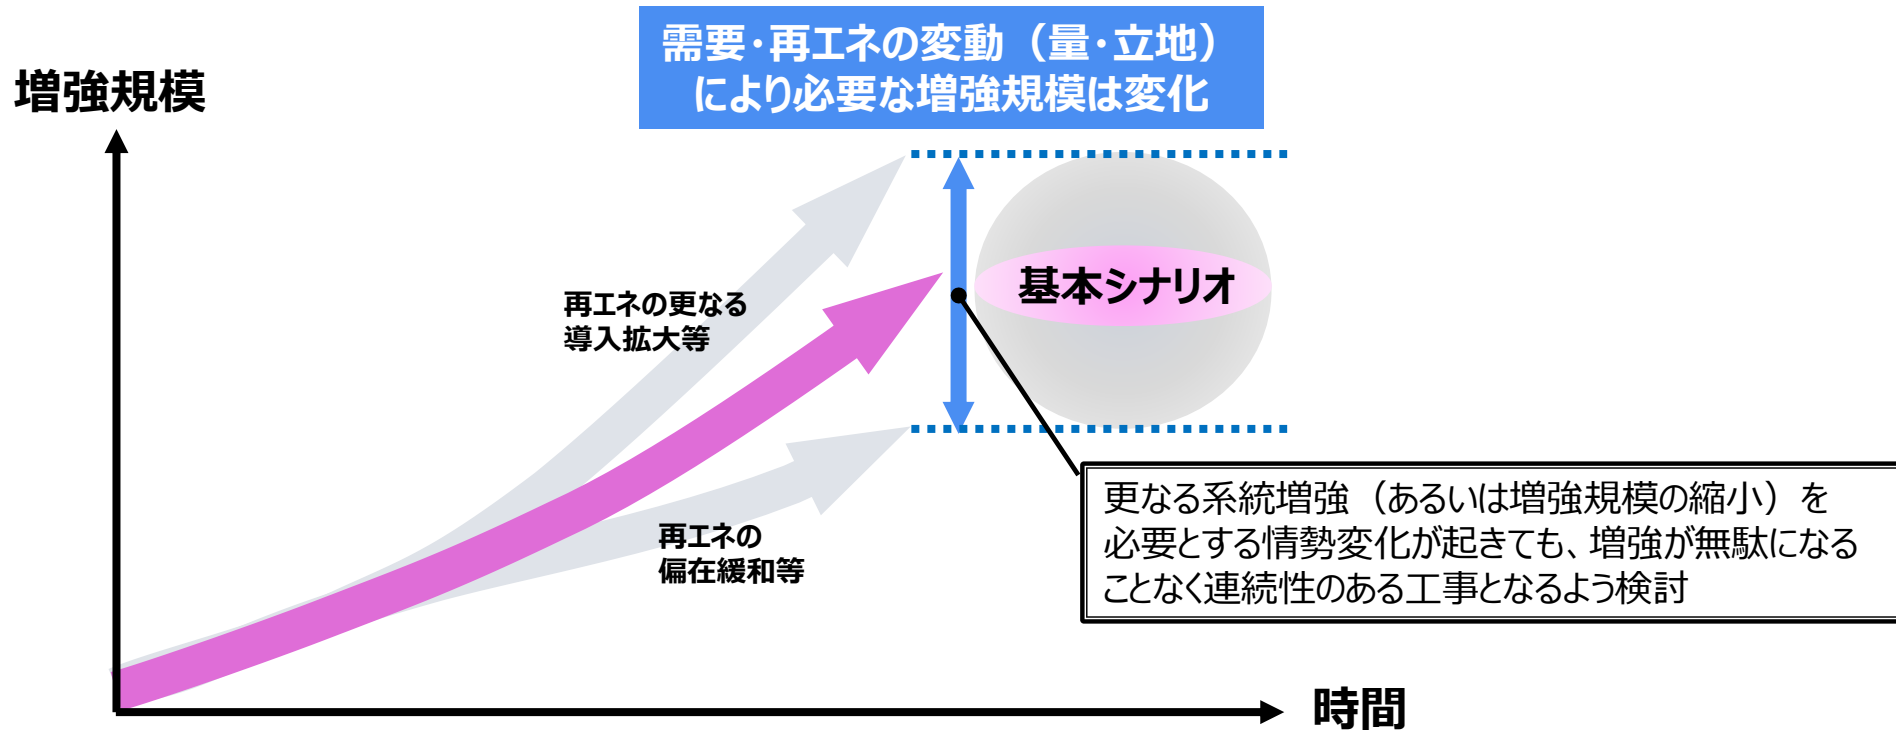 需要・再エネの変動（量・立地）
により必要な増強規模は変化
増強規模
再エネの更なる
導入拡大等
基本シナリオ
再エネの
偏在緩和等
更なる系統増強（あるいは増強規模の縮小）を
必要とする情勢変化が起きても、増強が無駄になる
ことなく連続性のある工事となるよう検討
時間